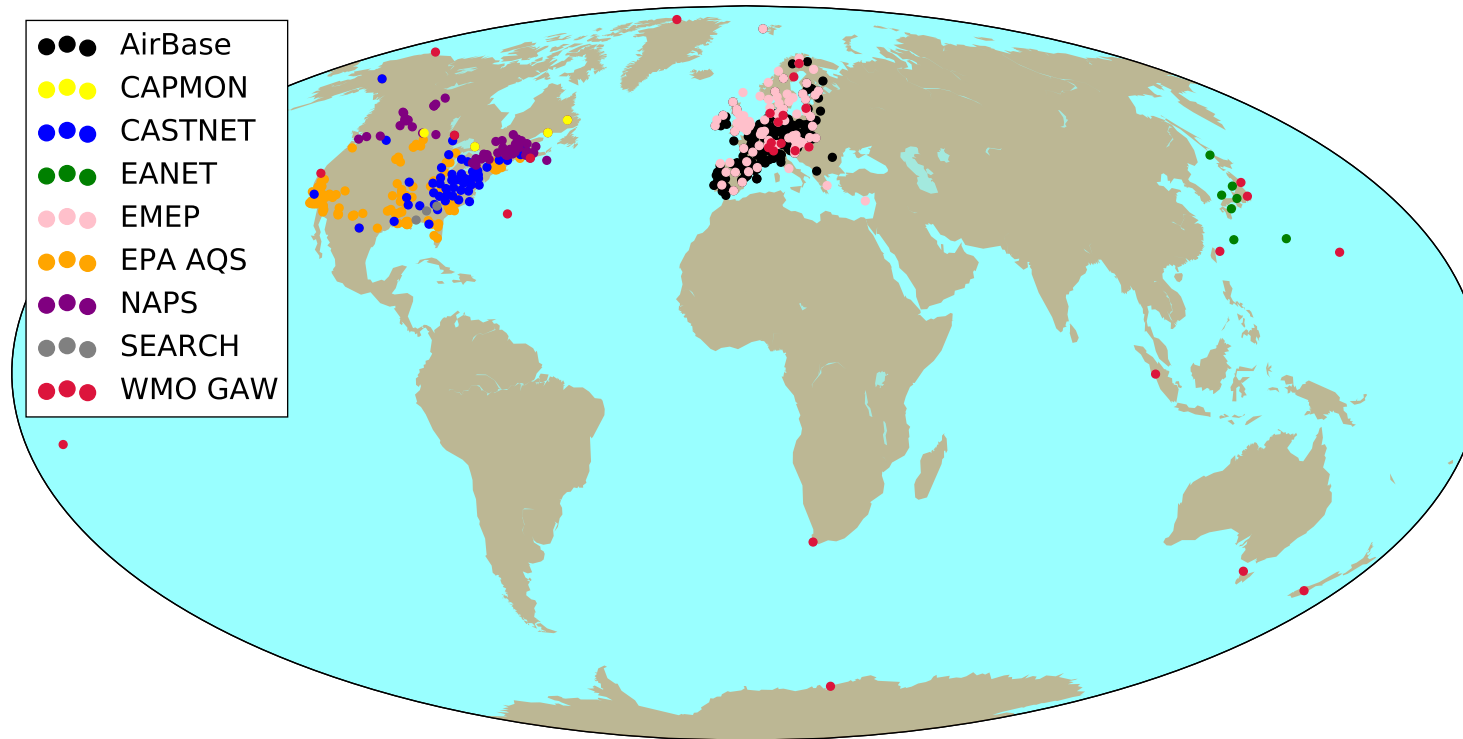 AirBase
CAPMON
CASTNET
EANET
EMEP
EPA AQS
NAPS
SEARCH
WMO GAW